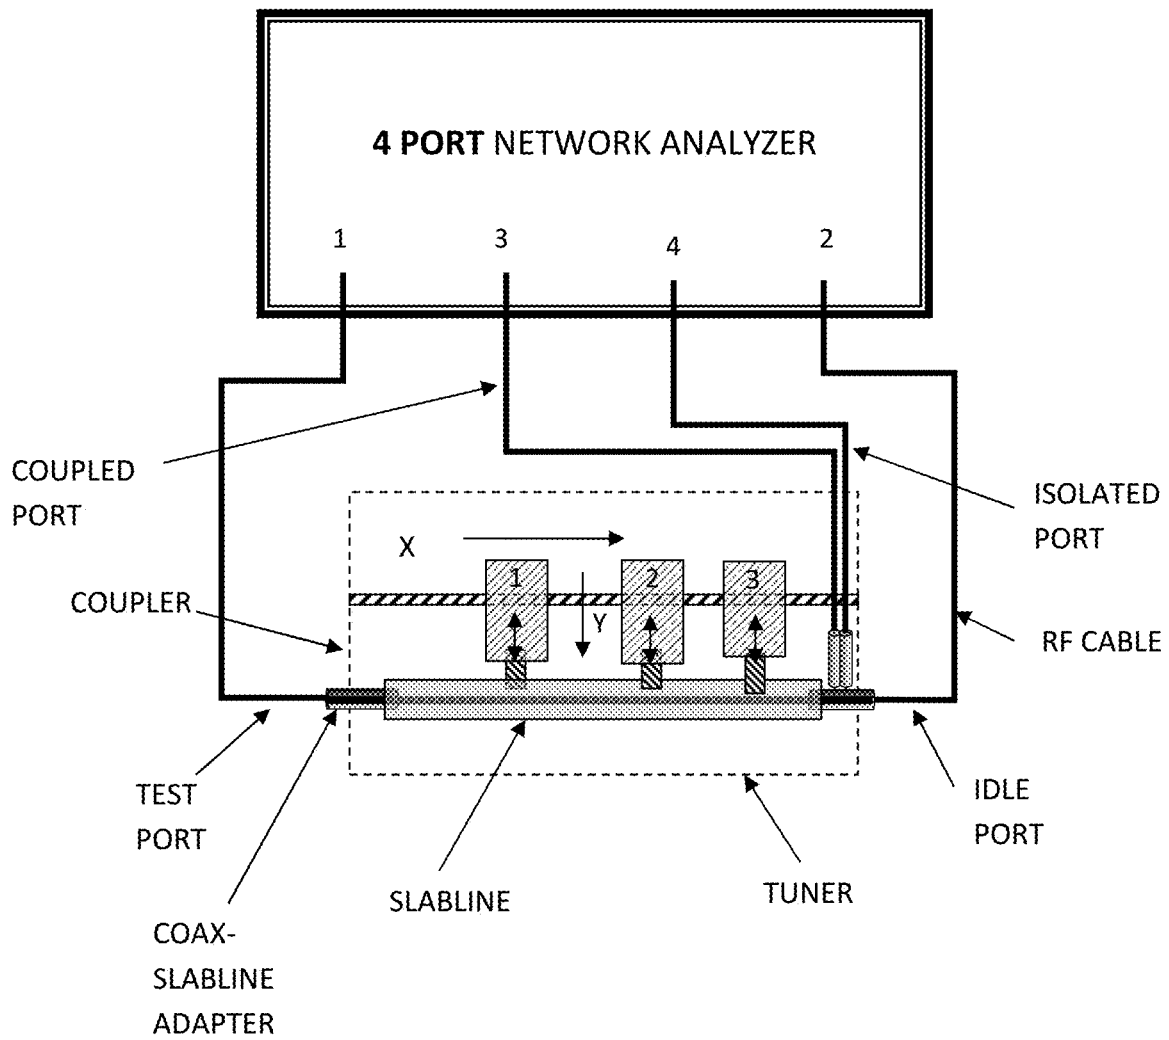 4 PORT NETWORK ANALYZER
1 3 4 2
COUPLED
PORT
ISOLATED
PORT
X
1 2 3
COUPLER
Y
RF CABLE
TEST
PORT
IDLE
PORT
SLABLINE
TUNER
COAX-
SLABLINE
ADAPTER